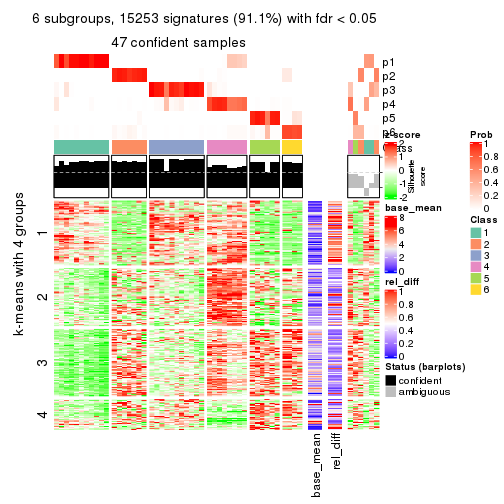 6 subgroups, 15253 signatures (91.1%) with fdr < 0.05
47 confident samples
p1
p2
p3
p4
p5
p6
Class
Silhouette
score
k-means with 4 groups
1
2
3
4
base_mean
rel_diff
z-score
2
1
0
-1
-2
base_mean
8
6
4
2
0
rel_diff
1
0.8
0.6
0.4
0.2
0
Status (barplots)
confident
ambiguous
Prob
1
0.8
0.6
0.4
0.2
0
Class
1
2
3
4
5
6